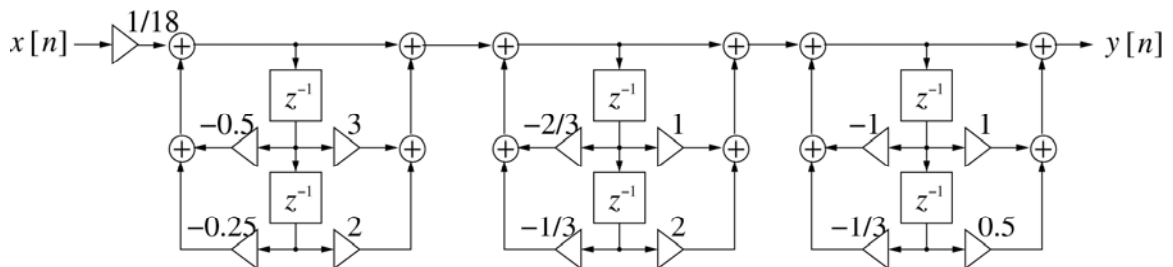 1/18
x[n] y[n]
z⁻¹ z⁻¹ z⁻¹
−0.5 3 −2/3 1 −1 1
z⁻¹ z⁻¹ z⁻¹
−0.25 2 −1/3 2 −1/3 0.5